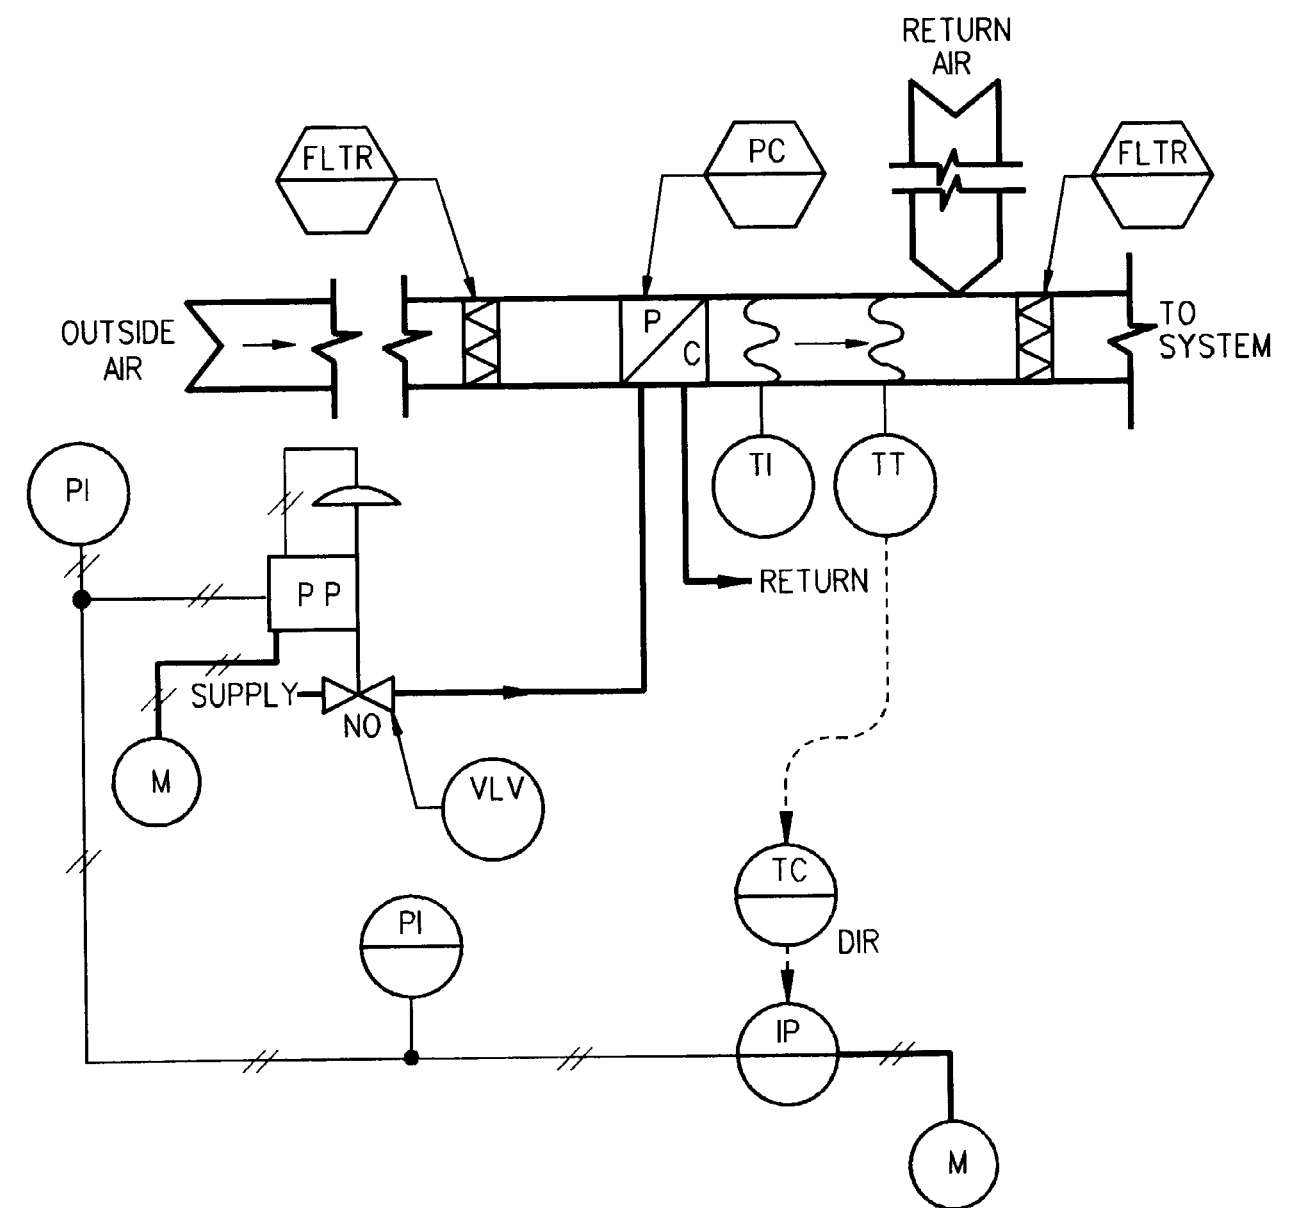 RETURN
AIR
FLTR
PC
FLTR
OUTSIDE
AIR
P
C
TO
SYSTEM
PI
TI
TT
P P
RETURN
SUPPLY
NO
M
VLV
TC
DIR
PI
IP
M